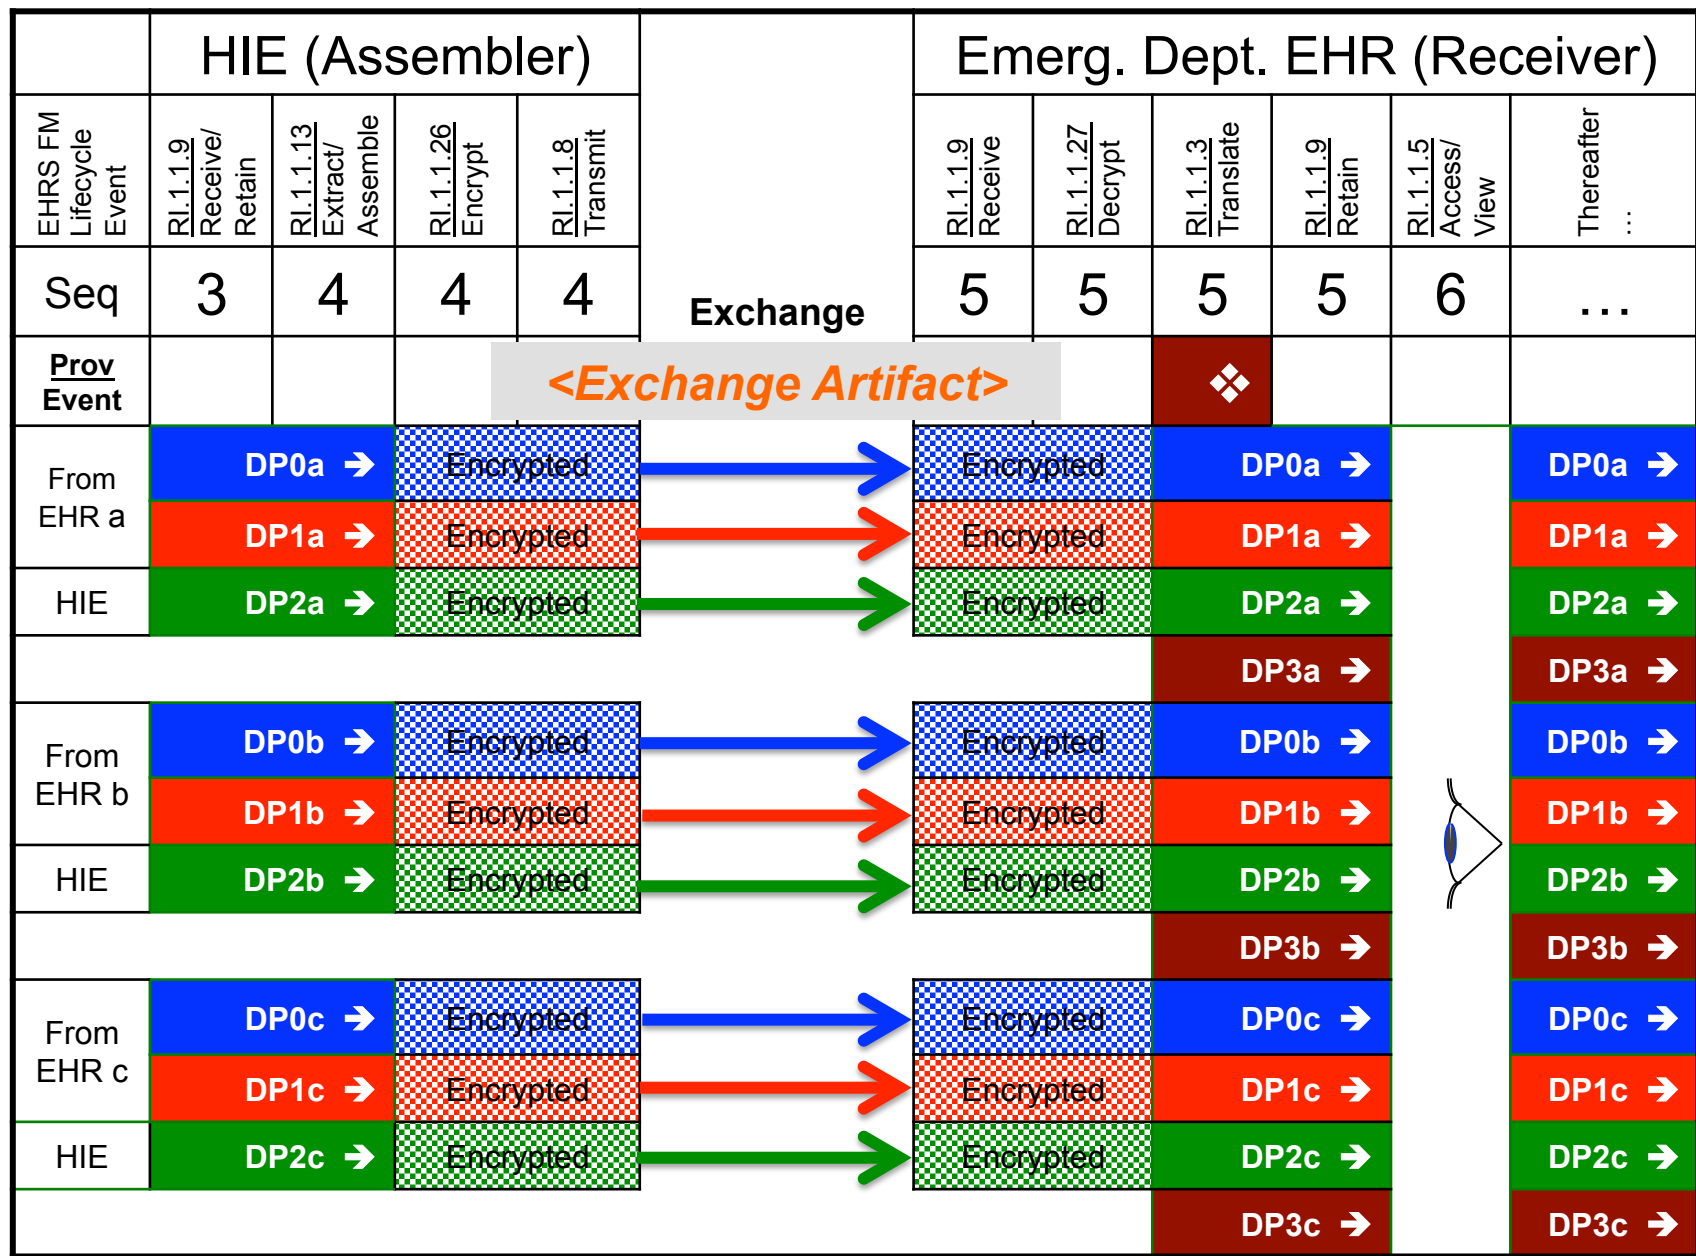 HIE (Assembler)
Emerg. Dept. EHR (Receiver)
EHRS FM
Lifecycle
Event
RI.1.1.9
Receive/
Retain
RI.1.1.13
Extract/
Assemble
RI.1.1.26
Encrypt
RI.1.1.8
Transmit
RI.1.1.9
Receive
RI.1.1.27
Decrypt
RI.1.1.3
Translate
RI.1.1.9
Retain
RI.1.1.5
Access/
View
Thereafter
…
Seq 3 4 4 4 Exchange 5 5 5 5 6 …
Prov
Event
<Exchange Artifact> ❖
From
EHR a
DP0a ➔ Encrypted Encrypted DP0a ➔ DP0a ➔
DP1a ➔ Encrypted Encrypted DP1a ➔ DP1a ➔
HIE DP2a ➔ Encrypted Encrypted DP2a ➔ DP2a ➔
DP3a ➔ DP3a ➔
From
EHR b
DP0b ➔ Encrypted Encrypted DP0b ➔ DP0b ➔
DP1b ➔ Encrypted Encrypted DP1b ➔ DP1b ➔
HIE DP2b ➔ Encrypted Encrypted DP2b ➔ DP2b ➔
DP3b ➔ DP3b ➔
From
EHR c
DP0c ➔ Encrypted Encrypted DP0c ➔ DP0c ➔
DP1c ➔ Encrypted Encrypted DP1c ➔ DP1c ➔
HIE DP2c ➔ Encrypted Encrypted DP2c ➔ DP2c ➔
DP3c ➔ DP3c ➔